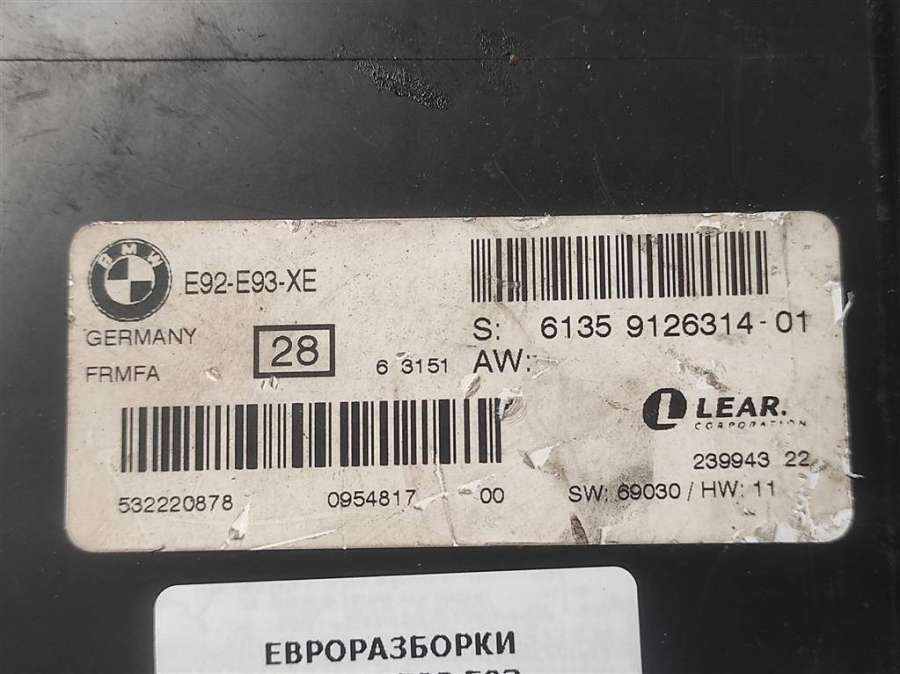 BMW
E92-E93-XE
GERMANY
28
6 3151
FRMFA
S: 6135 9126314-01
AW:
LEAR.
CORPORATION
239943 22
SW: 69030 / HW: 11
532220878 0954817 00
ЕВРОРАЗБОРКИ